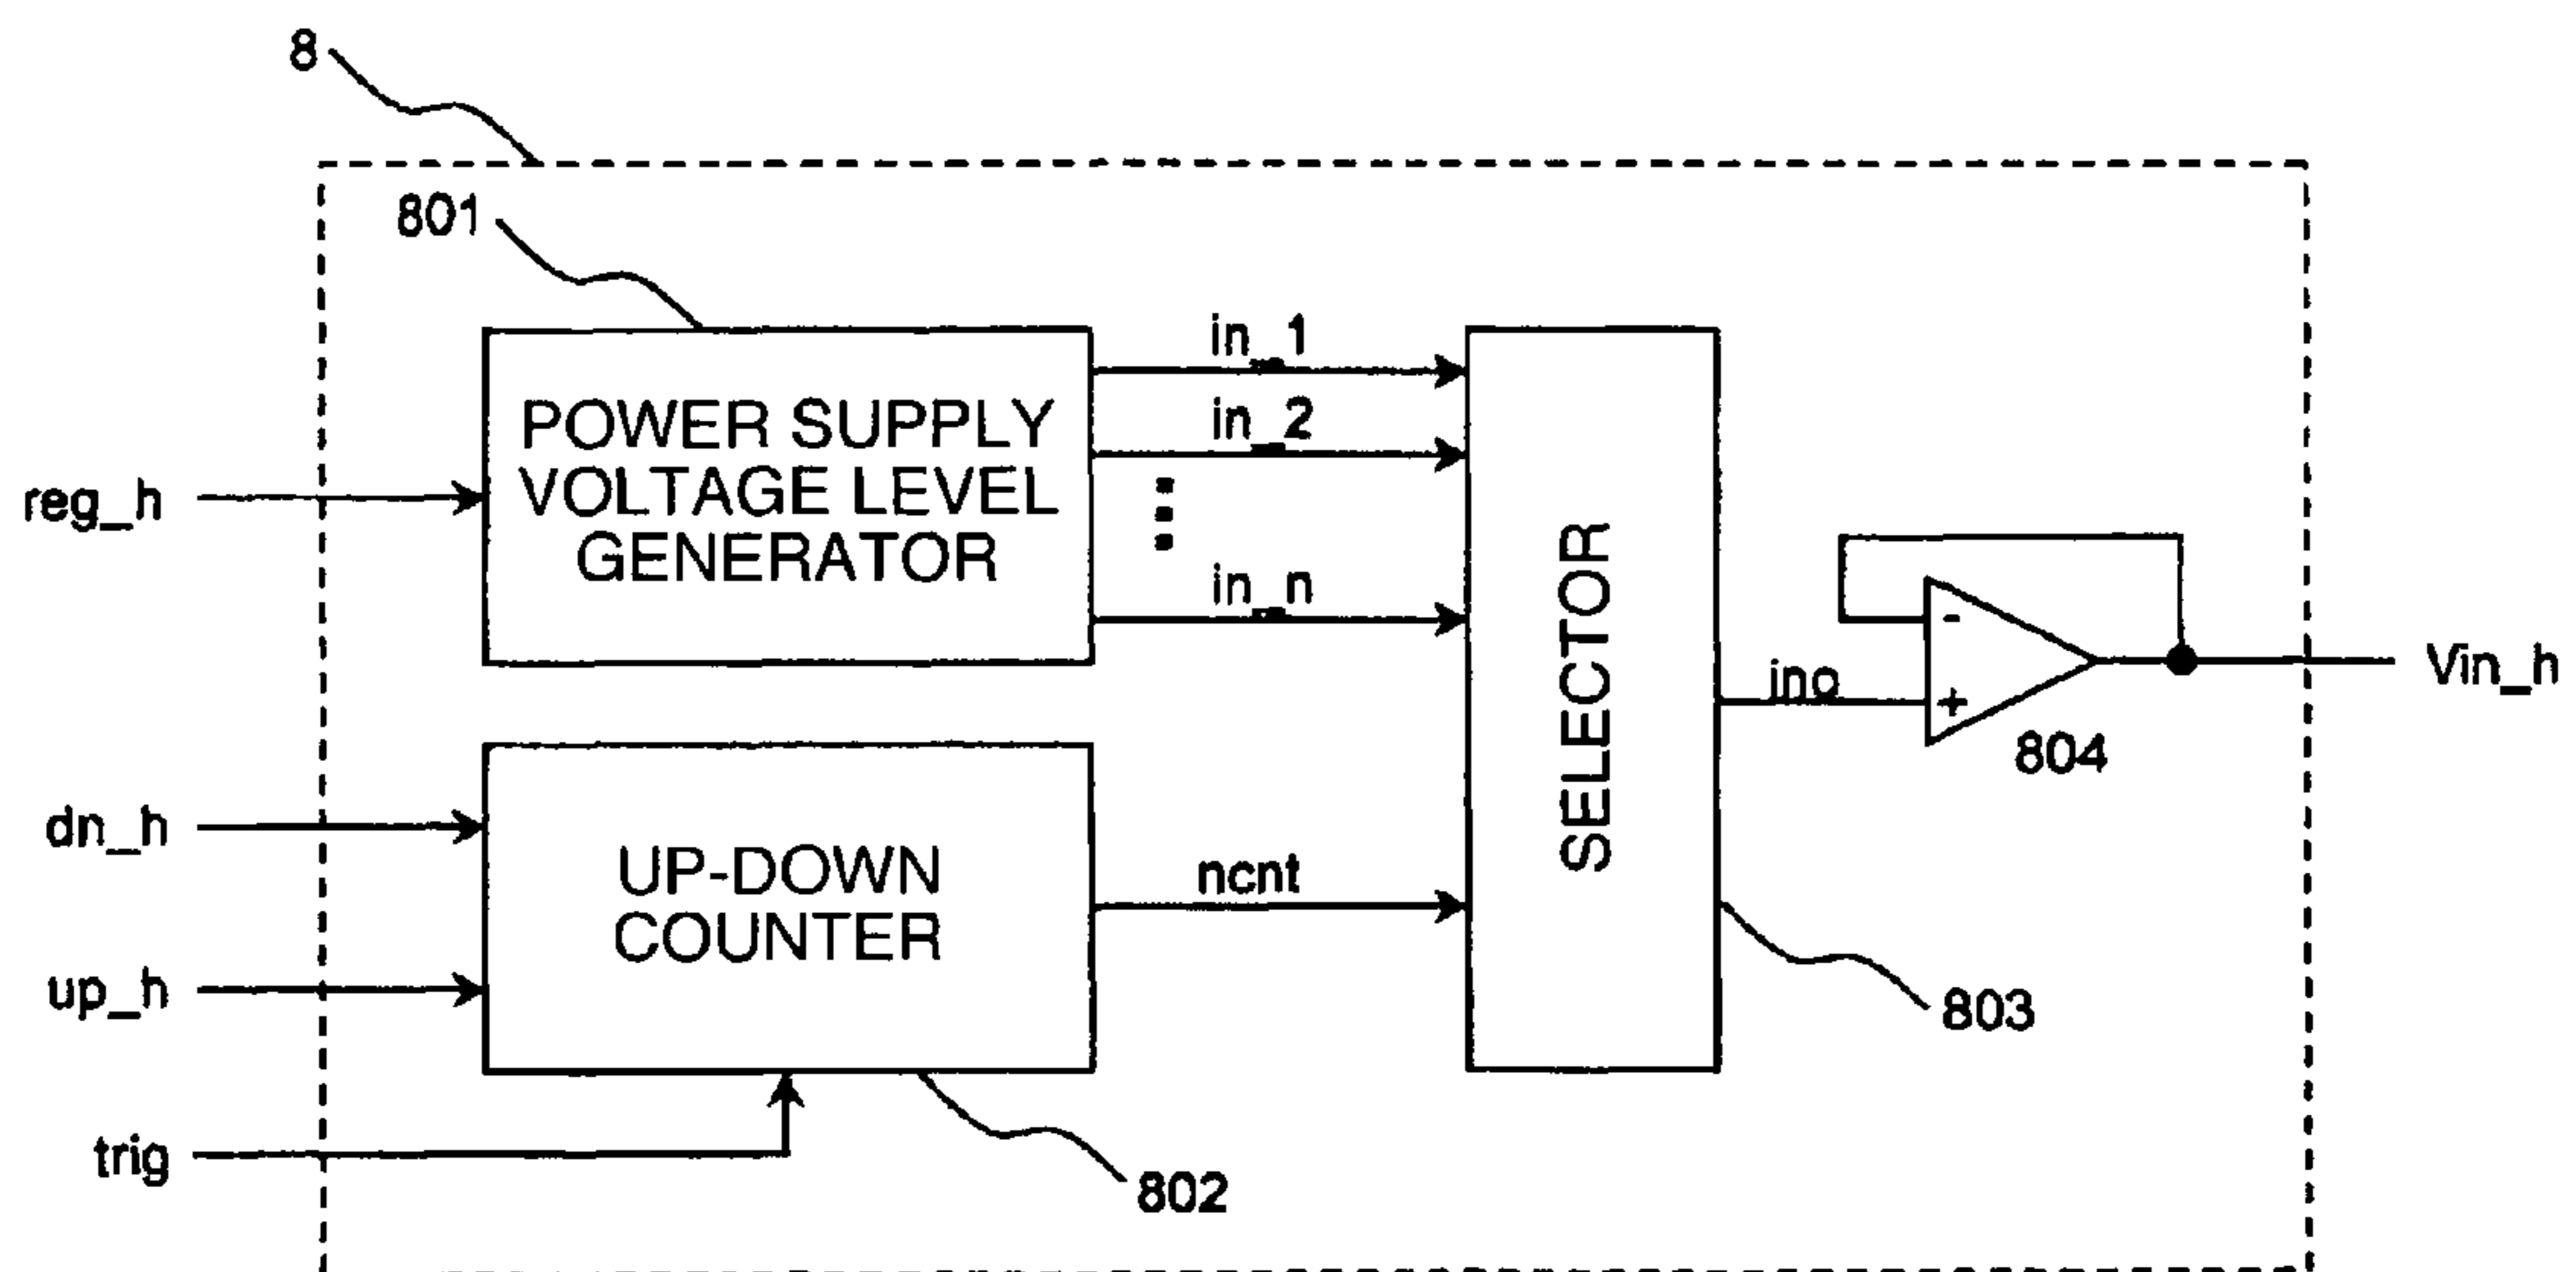 8
801
in_1
in_2
in_n
POWER SUPPLY
VOLTAGE LEVEL
GENERATOR
reg_h
SELECTOR
-
+
ino
804
Vin_h
dn_h
up_h
UP-DOWN
COUNTER
ncnt
803
trig
802